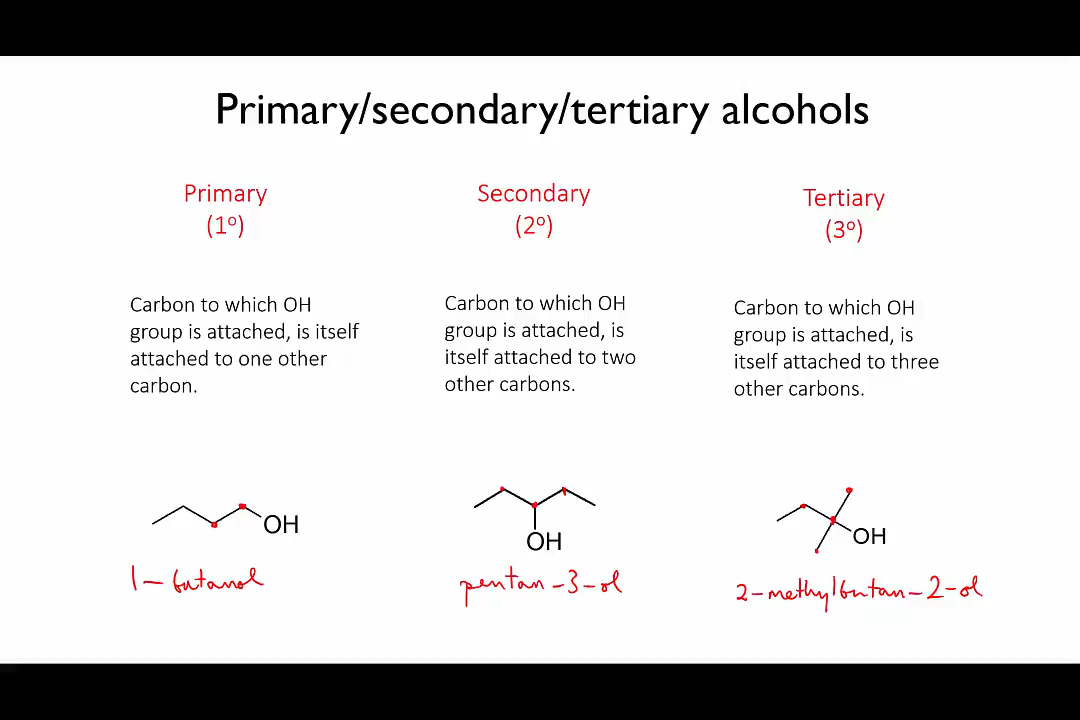 Primary/secondary/tertiary alcohols
Primary
(1º)
Carbon to which OH
group is attached, is itself
attached to one other
carbon.
OH
1-butanol
Secondary
(2º)
Carbon to which OH
group is attached, is
itself attached to two
other carbons.
OH
pentan-3-ol
Tertiary
(3º)
Carbon to which OH
group is attached, is
itself attached to three
other carbons.
OH
2-methylbutan-2-ol